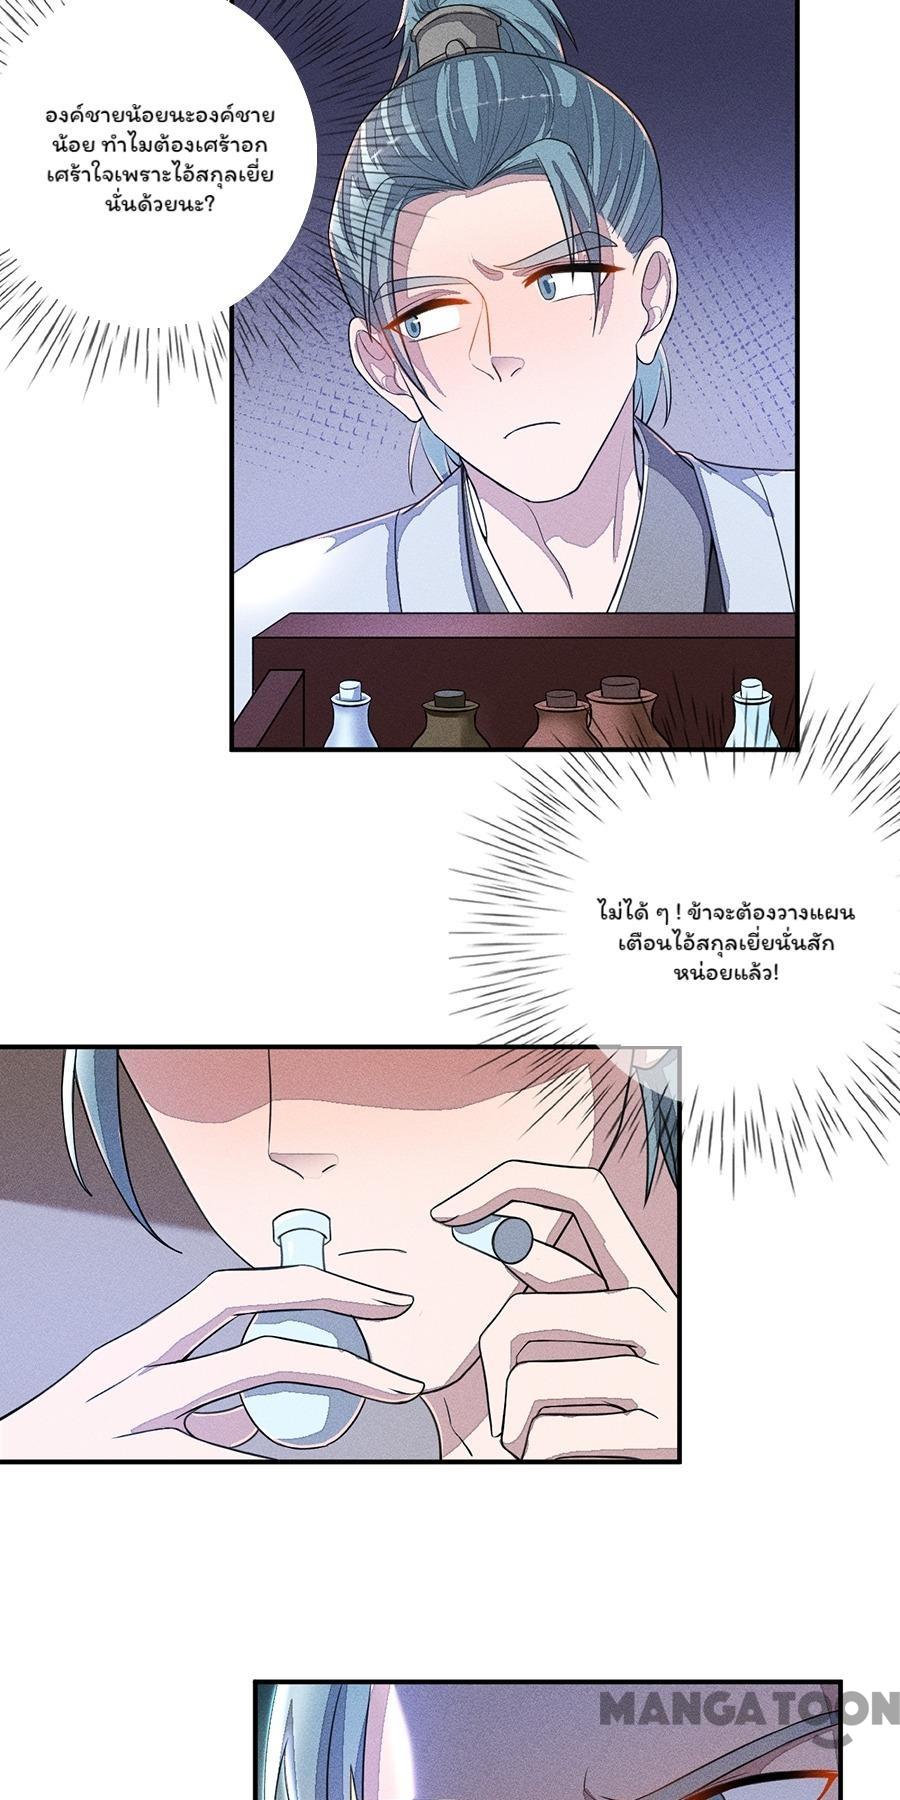 องค์ชายน้อยนะองค์ชาย
น้อย ทำไมต้องเศร้าอก
เศร้าใจเพราะไอ้สกุลเยี่ย
นั่นด้วยนะ?
ไม่ได้ ๆ ! ข้าจะต้องวางแผน
เตือนไอ้สกุลเยี่ยนั่นสัก
หน่อยแล้ว!
MANGATOON